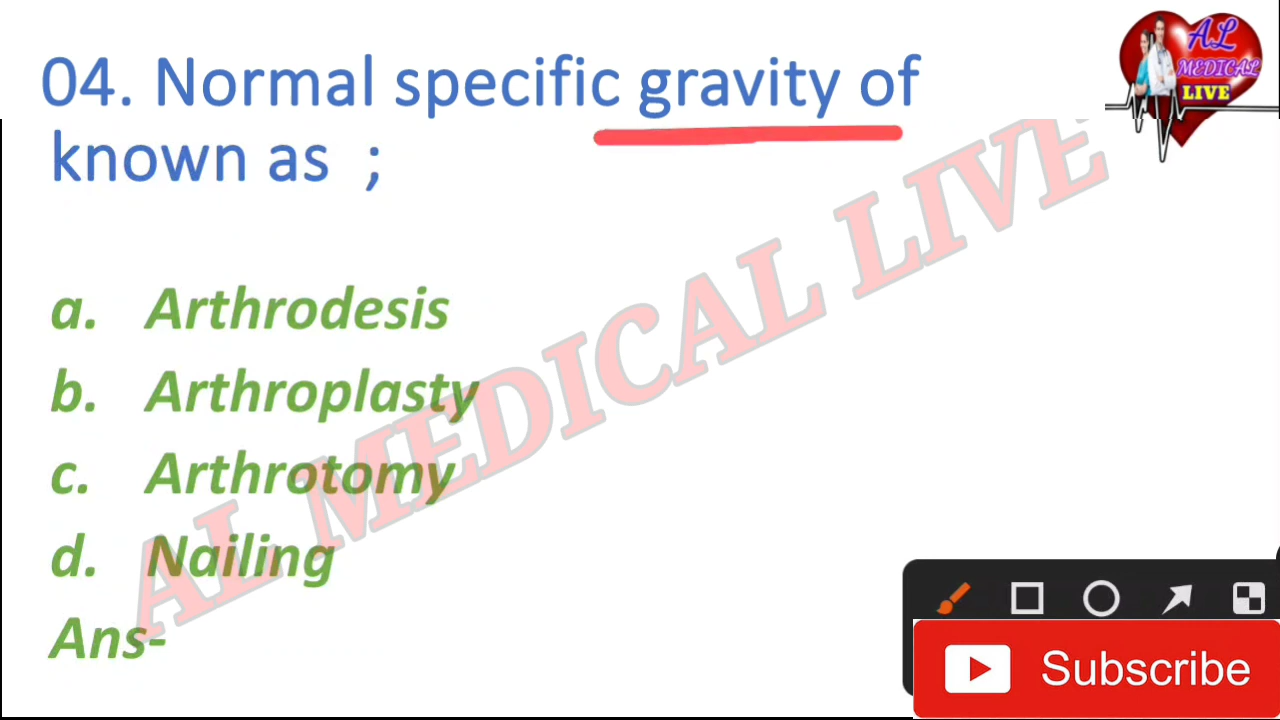 04. Normal specific gravity of
known as ;
AL
MEDICAL
LIVE
AL MEDICAL LIVE
a. Arthrodesis
b. Arthroplasty
c. Arthrotomy
d. Nailing
Ans-
Subscribe